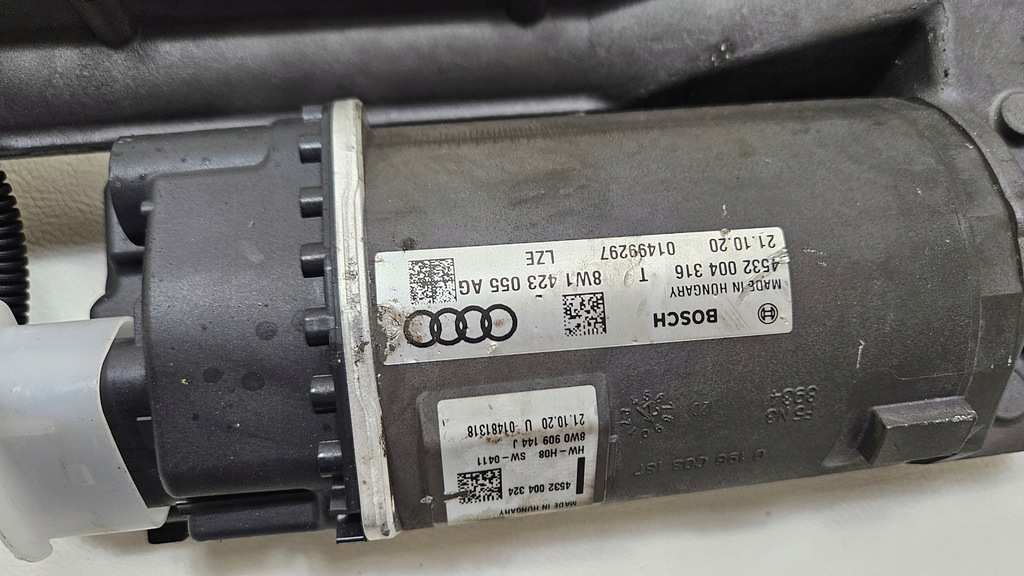 BOSCH
MADE IN HUNGARY
4532 004 316 T
21.10.20 01499297
8W1 423 055 AG
LZE
MADE IN HUNGARY
4532 004 324
HW-H08 SW-0411
8W0 909 144 J
21.10.20 U 01481318